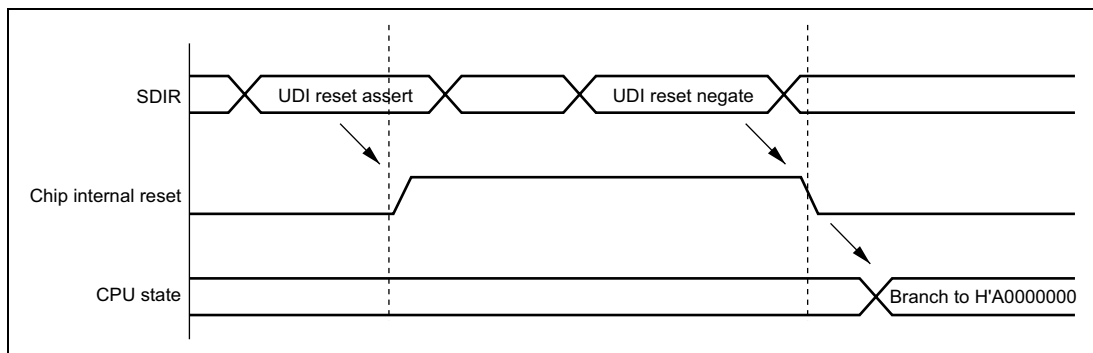 SDIR
UDI reset assert
UDI reset negate
Chip internal reset
CPU state
Branch to H'A0000000